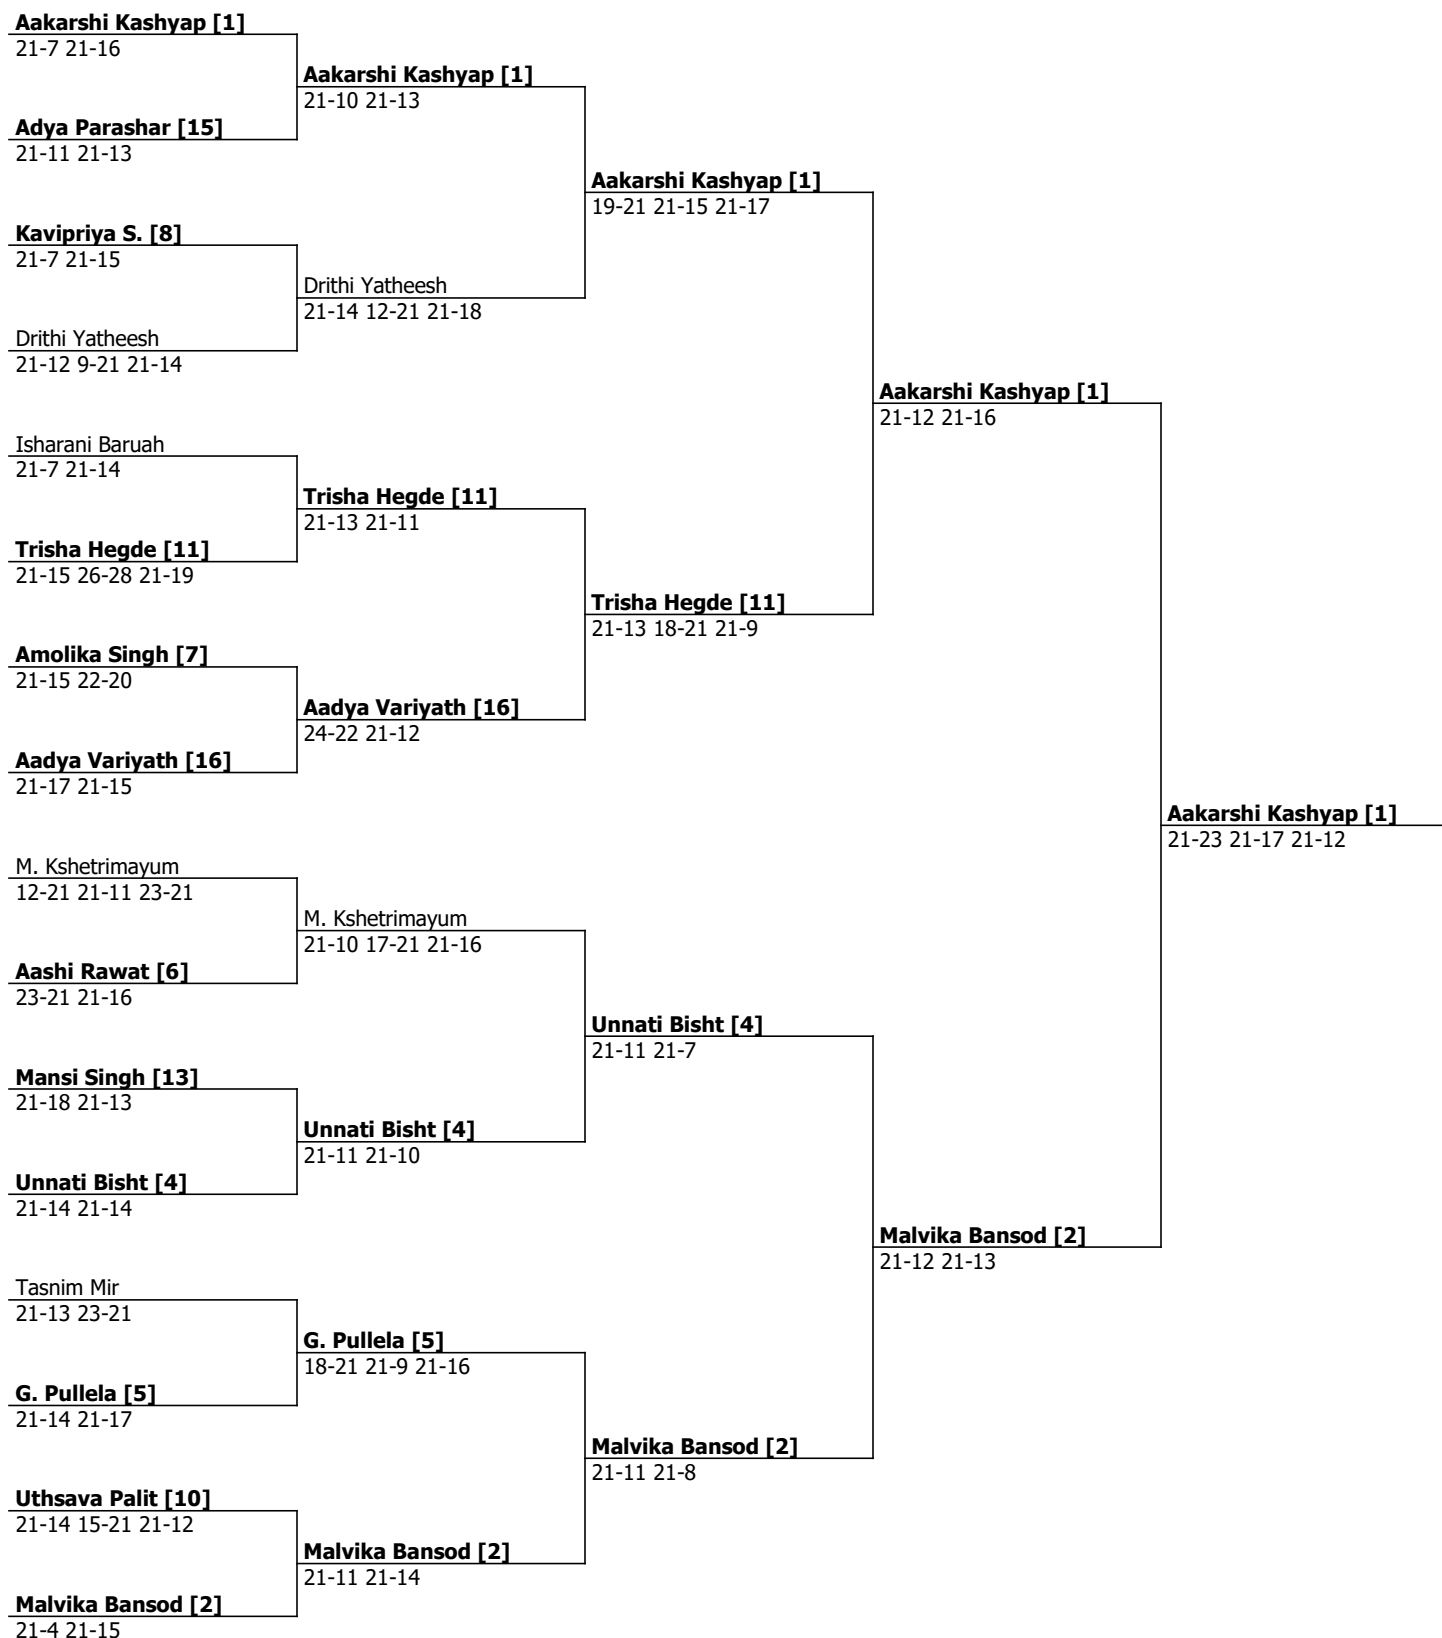 Aakarshi Kashyap [1]
21-7 21-16
Aakarshi Kashyap [1]
21-10 21-13
Adya Parashar [15]
21-11 21-13
Aakarshi Kashyap [1]
19-21 21-15 21-17
Kavipriya S. [8]
21-7 21-15
Drithi Yatheesh
21-14 12-21 21-18
Drithi Yatheesh
21-12 9-21 21-14
Aakarshi Kashyap [1]
21-12 21-16
Isharani Baruah
21-7 21-14
Trisha Hegde [11]
21-13 21-11
Trisha Hegde [11]
21-15 26-28 21-19
Trisha Hegde [11]
21-13 18-21 21-9
Amolika Singh [7]
21-15 22-20
Aadya Variyath [16]
24-22 21-12
Aadya Variyath [16]
21-17 21-15
Aakarshi Kashyap [1]
21-23 21-17 21-12
M. Kshetrimayum
12-21 21-11 23-21
M. Kshetrimayum
21-10 17-21 21-16
Aashi Rawat [6]
23-21 21-16
Unnati Bisht [4]
21-11 21-7
Mansi Singh [13]
21-18 21-13
Unnati Bisht [4]
21-11 21-10
Unnati Bisht [4]
21-14 21-14
Malvika Bansod [2]
21-12 21-13
Tasnim Mir
21-13 23-21
G. Pullela [5]
18-21 21-9 21-16
G. Pullela [5]
21-14 21-17
Malvika Bansod [2]
21-11 21-8
Uthsava Palit [10]
21-14 15-21 21-12
Malvika Bansod [2]
21-11 21-14
Malvika Bansod [2]
21-4 21-15